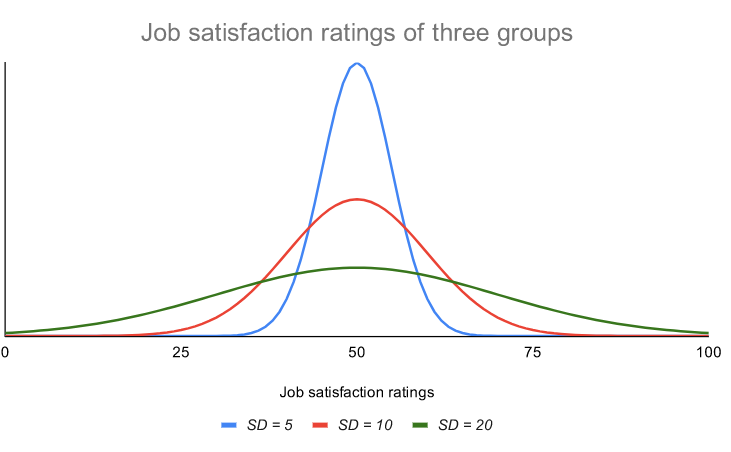 Job satisfaction ratings of three groups
0 25 50 75 100
Job satisfaction ratings
SD = 5 SD = 10 SD = 20